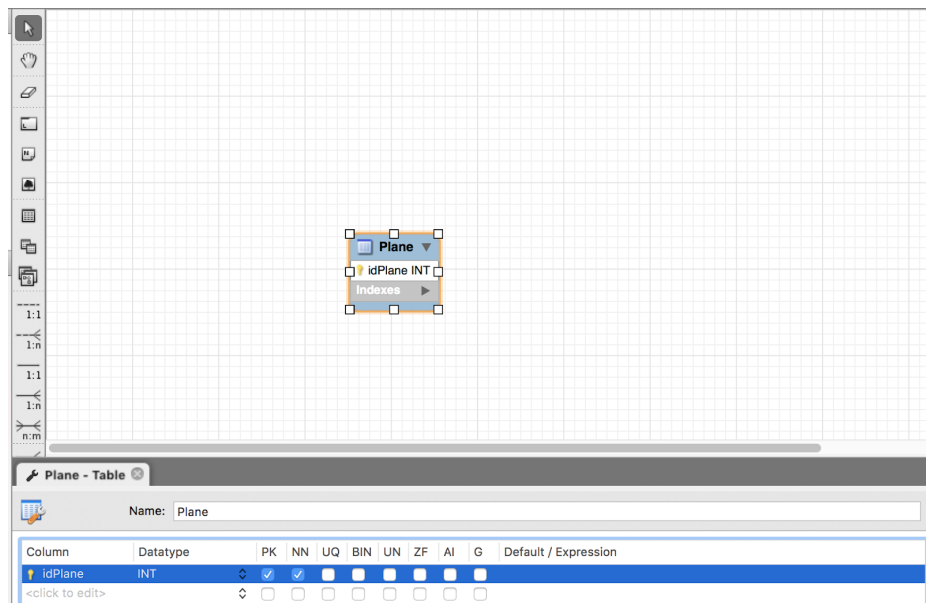 Plane
idPlane INT
Indexes
1:1
1:n
1:1
1:n
n:m
Plane - Table
Name: Plane
Column Datatype PK NN UQ BIN UN ZF AI G Default / Expression
idPlane INT
<click to edit>